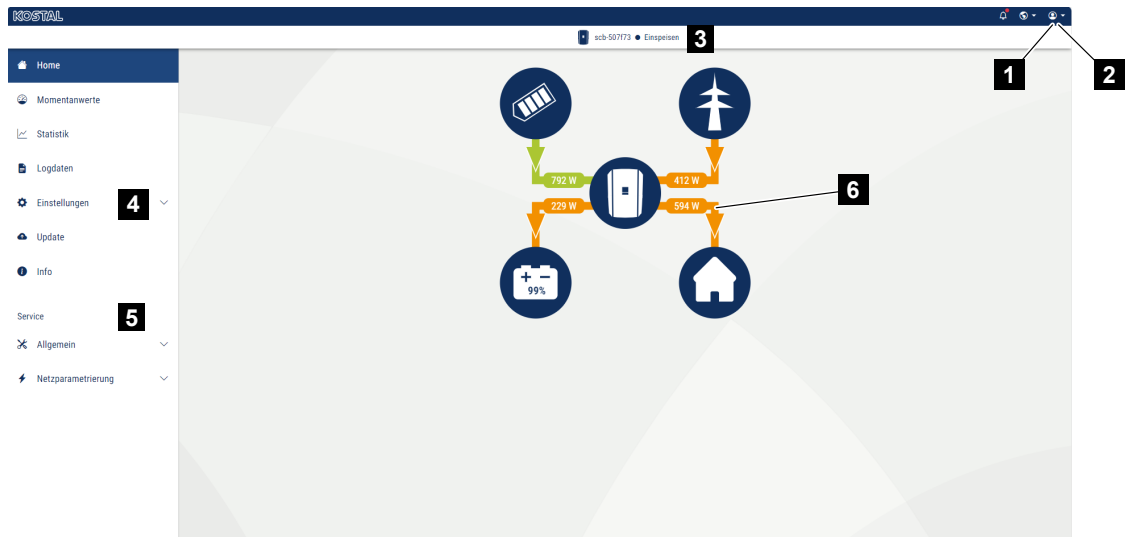 KOSTAL
scb-507f73 ● Einspeisen
3
1
2
Home
Momentanwerte
Statistik
Logdaten
Einstellungen
4
Update
Info
Service
5
Allgemein
Netzparametrierung
792 W
412 W
6
229 W
594 W
+ −
99%